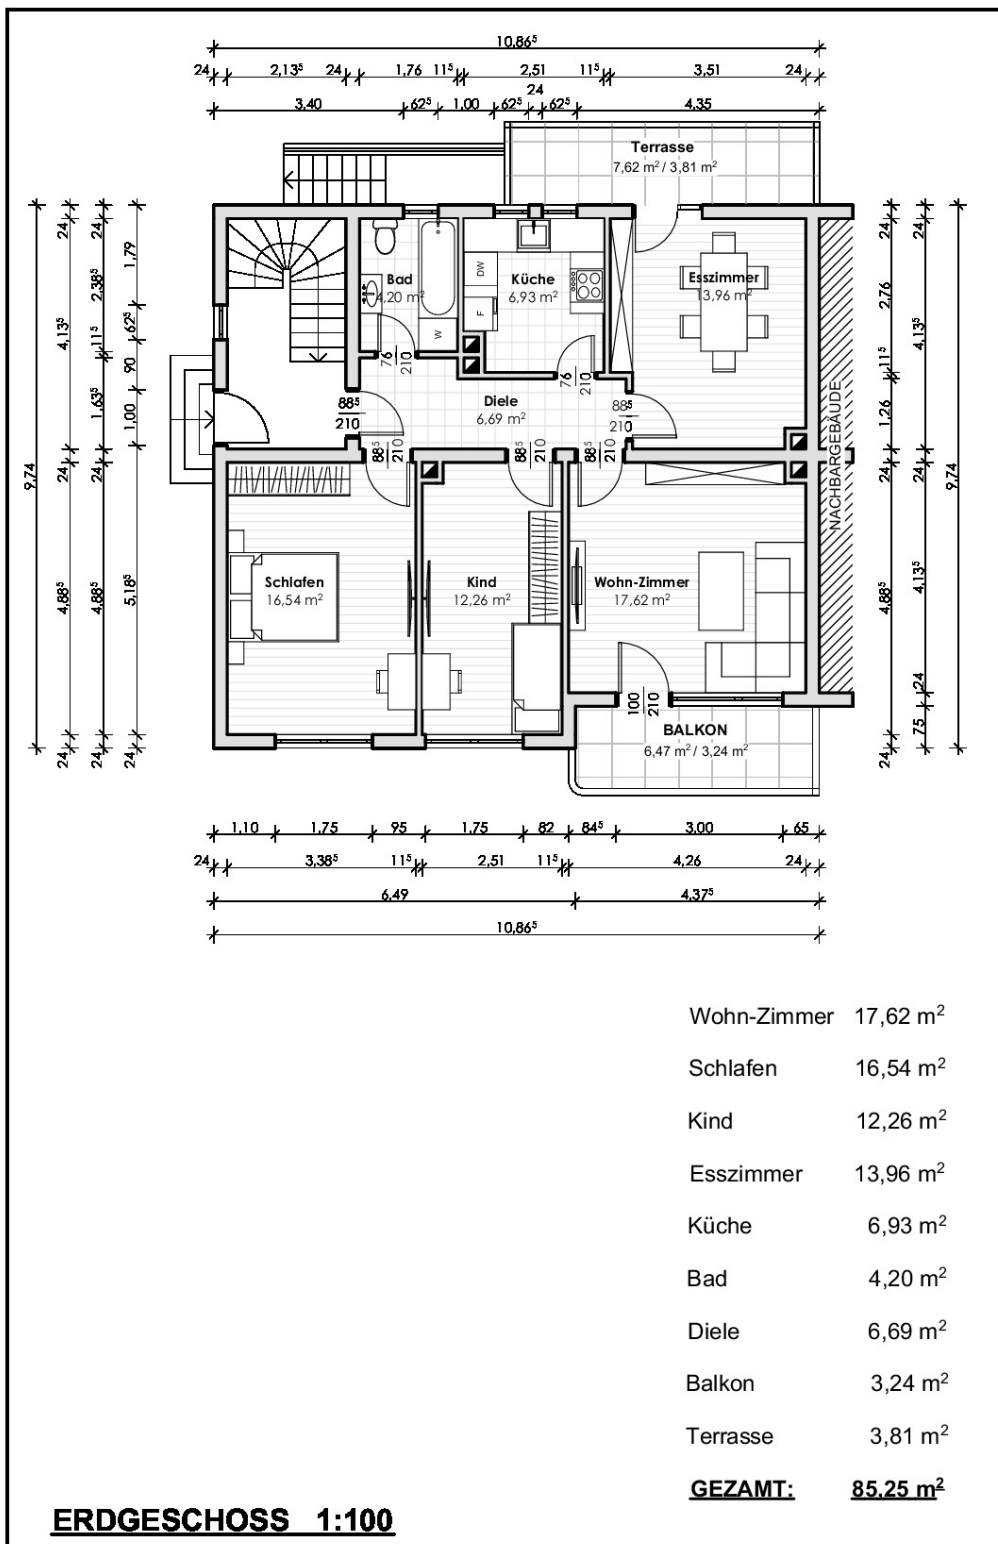 10,86⁵
24 2,13⁵ 24 1,76 11⁵ 2,51 11⁵ 3,51 24
24
3,40 62⁵ 1,00 62⁵ 62⁵ 4,35
Terrasse
7,62 m² / 3,81 m²
24 24 1,79 24 24
2,38⁵ 2,76
Bad
4,20 m²
DW
F
W
Küche
6,93 m²
Esszimmer
13,96 m²
4,13⁵ 62⁵ 4,13⁵
11⁵ 90 11⁵
76
210
76
210
1,63⁵ 1,00 1,26
88⁵
210
Diele
6,69 m²
88⁵
210
NACHBARGEBÄUDE
9,74 9,74
24 24 24 24 24
88⁵
210
88⁵
210
88⁵
210
Schlafen
16,54 m²
Kind
12,26 m²
Wohn-Zimmer
17,62 m²
4,88⁵ 4,88⁵ 5,18⁵ 4,88⁵ 4,13⁵
24
75
100
210
BALKON
6,47 m² / 3,24 m²
24 24 24 24 24
1,10 1,75 95 1,75 82 84⁵ 3,00 65
24 3,38⁵ 11⁵ 2,51 11⁵ 4,26 24
6,49 4,37⁵
10,86⁵
Wohn-Zimmer 17,62 m²
Schlafen 16,54 m²
Kind 12,26 m²
Esszimmer 13,96 m²
Küche 6,93 m²
Bad 4,20 m²
Diele 6,69 m²
Balkon 3,24 m²
Terrasse 3,81 m²
GEZAMT: 85,25 m²
ERDGESCHOSS 1:100